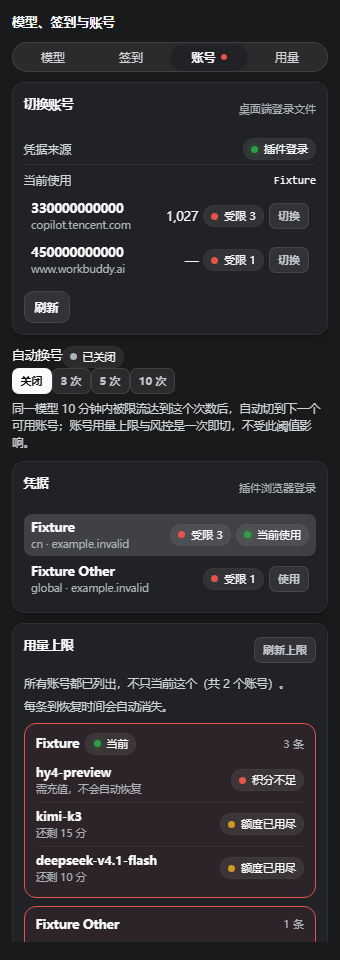 模型、签到与账号
模型 签到 账号 用量
切换账号 桌面端登录文件
凭据来源 插件登录
当前使用 Fixture
330000000000 1,027 受限 3 切换
copilot.tencent.com
450000000000 — 受限 1 切换
www.workbuddy.ai
刷新
自动换号 已关闭
关闭 3 次 5 次 10 次
同一模型 10 分钟内被限流达到这个次数后，自动切到下一个
可用账号；账号用量上限与风控是一次即切，不受此阈值影
响。
凭据 插件浏览器登录
Fixture 受限 3 当前使用
cn · example.invalid
Fixture Other 受限 1 使用
global · example.invalid
用量上限 刷新上限
所有账号都已列出，不只当前这个（共 2 个账号）。
每条到恢复时间会自动消失。
Fixture 当前 3 条
hy4-preview 积分不足
需充值，不会自动恢复
kimi-k3 额度已用尽
还剩 15 分
deepseek-v4.1-flash 额度已用尽
还剩 10 分
Fixture Other 1 条